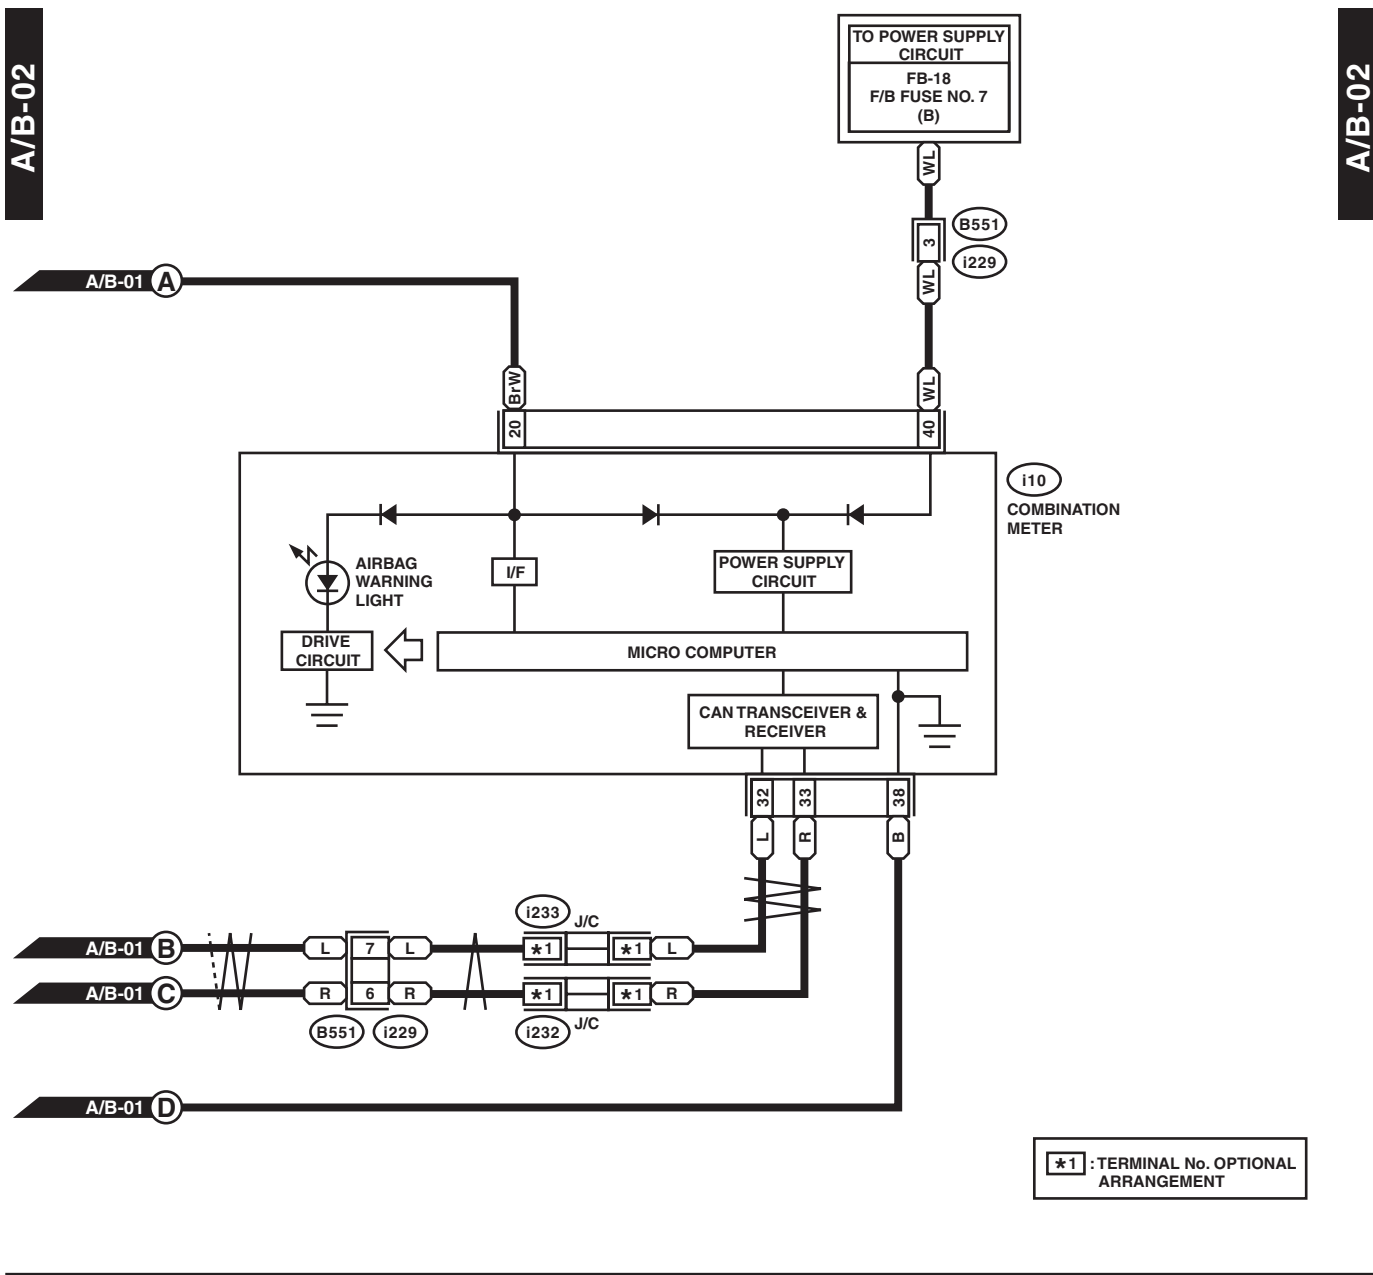 A/B-02
A/B-02
TO POWER SUPPLY
CIRCUIT
FB-18
F/B FUSE NO. 7
(B)
WL
3
B551
i229
WL
A/B-01 A
BrW
WL
20
40
i10
COMBINATION
METER
AIRBAG
WARNING
LIGHT
I/F
POWER SUPPLY
CIRCUIT
DRIVE
CIRCUIT
MICRO COMPUTER
CAN TRANSCEIVER &
RECEIVER
32
33
38
L
R
B
i233
J/C
A/B-01 B
L
7
L
*1
*1
L
A/B-01 C
R
6
R
*1
*1
R
B551
i229
i232
J/C
A/B-01 D
*1 : TERMINAL No. OPTIONAL
ARRANGEMENT